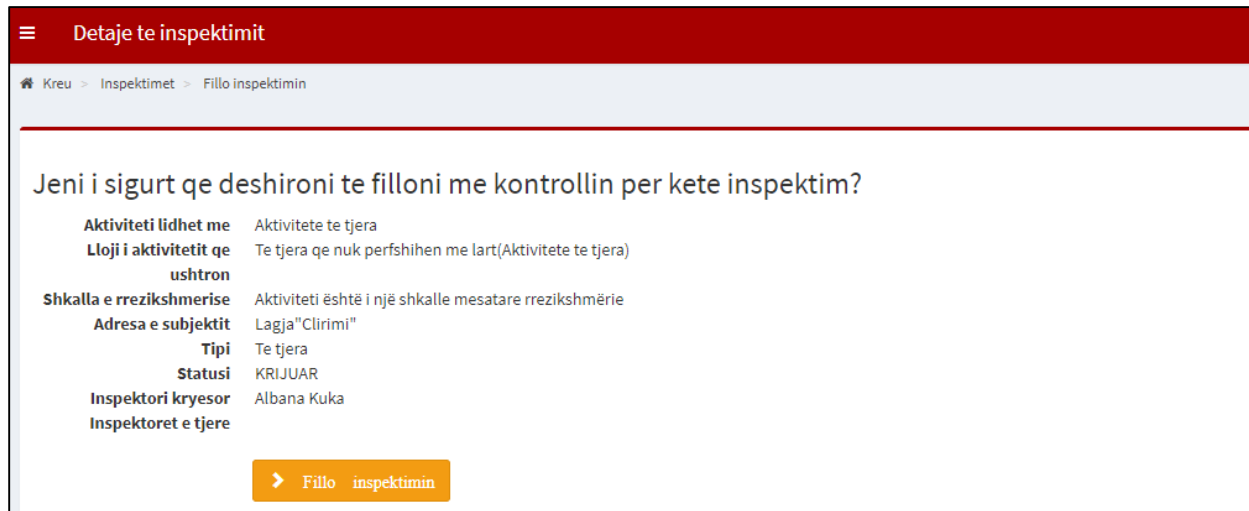 Detaje te inspektimit
Kreu > Inspektimet > Fillo inspektimin
Jeni i sigurt qe deshironi te filloni me kontrollin per kete inspektim?
Aktiviteti lidhet me Aktivitete te tjera
Lloji i aktivitetit qe Te tjera qe nuk perfshihen me lart(Aktivitete te tjera)
ushtron
Shkalla e rrezikshmerise Aktiviteti është i një shkalle mesatare rrezikshmërie
Adresa e subjektit Lagja"Clirimi"
Tipi Te tjera
Statusi KRIJUAR
Inspektori kryesor Albana Kuka
Inspektoret e tjere
Fillo inspektimin